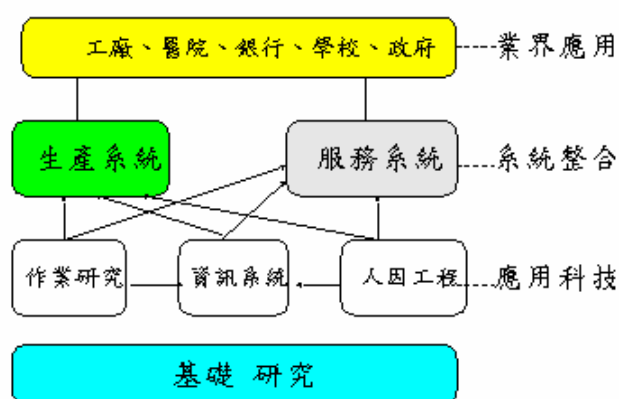 工廠、醫院、銀行、學校、政府
業界應用
生產系統
服務系統
系統整合
作業研究
資訊系統
人因工程
應用科技
基礎 研究